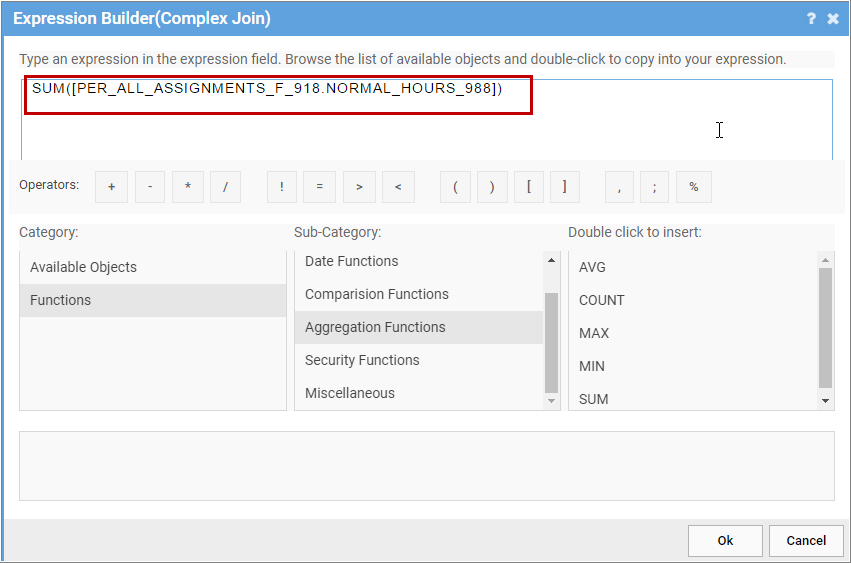 Expression Builder(Complex Join) ? ×
Type an expression in the expression field. Browse the list of available objects and double-click to copy into your expression.
SUM([PER_ALL_ASSIGNMENTS_F_918.NORMAL_HOURS_988])
Operators: + - * / ! = > < ( ) [ ] , ; %
Category:
Available Objects
Functions
Sub-Category:
Date Functions
Comparision Functions
Aggregation Functions
Security Functions
Miscellaneous
Double click to insert:
AVG
COUNT
MAX
MIN
SUM
Ok Cancel